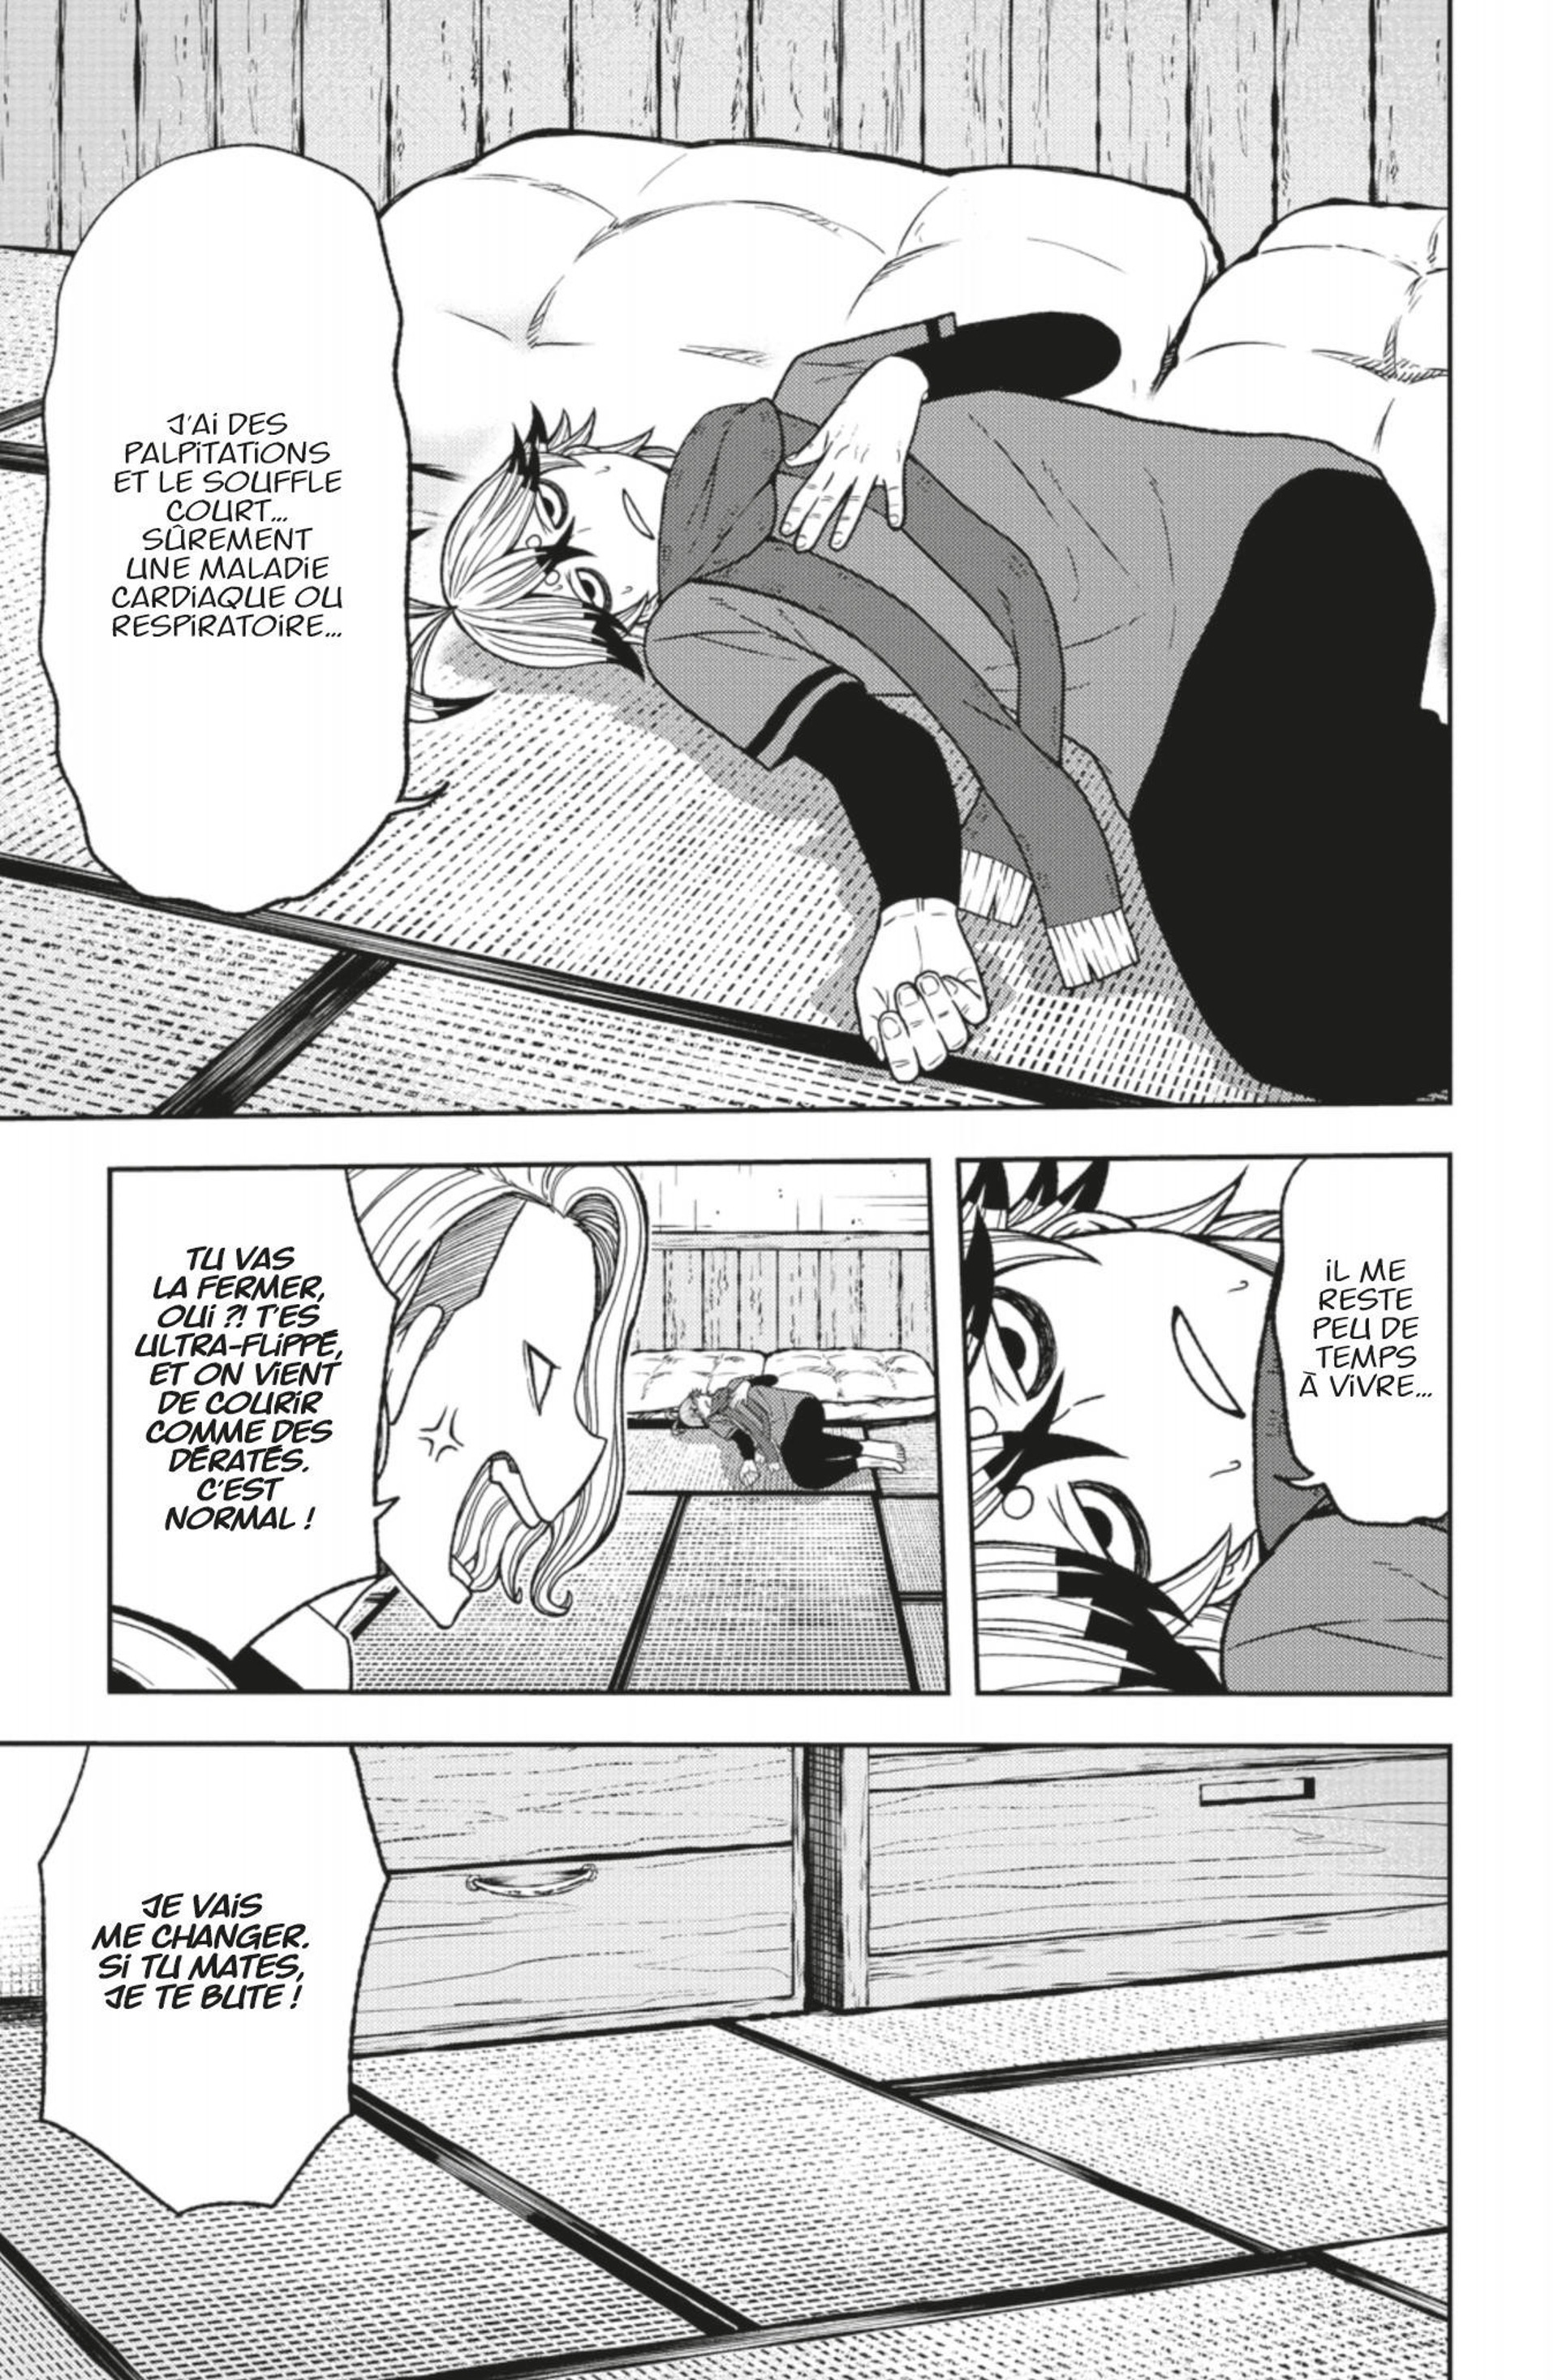 J'AI DES
PALPITATIONS
ET LE SOUFFLE
COURT...
SÛREMENT
UNE MALADIE
CARDIAQUE OU
RESPIRATOIRE...
IL ME
RESTE
PEU DE
TEMPS
À VIVRE...
TU VAS
LA FERMER,
OUI ?! T'ES
ULTRA-FLIPPÉ,
ET ON VIENT
DE COURIR
COMME DES
DÉRATÉS.
C'EST
NORMAL !
JE VAIS
ME CHANGER.
SI TU MATES,
JE TE BUTE !